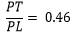 PT/PL = 0.46